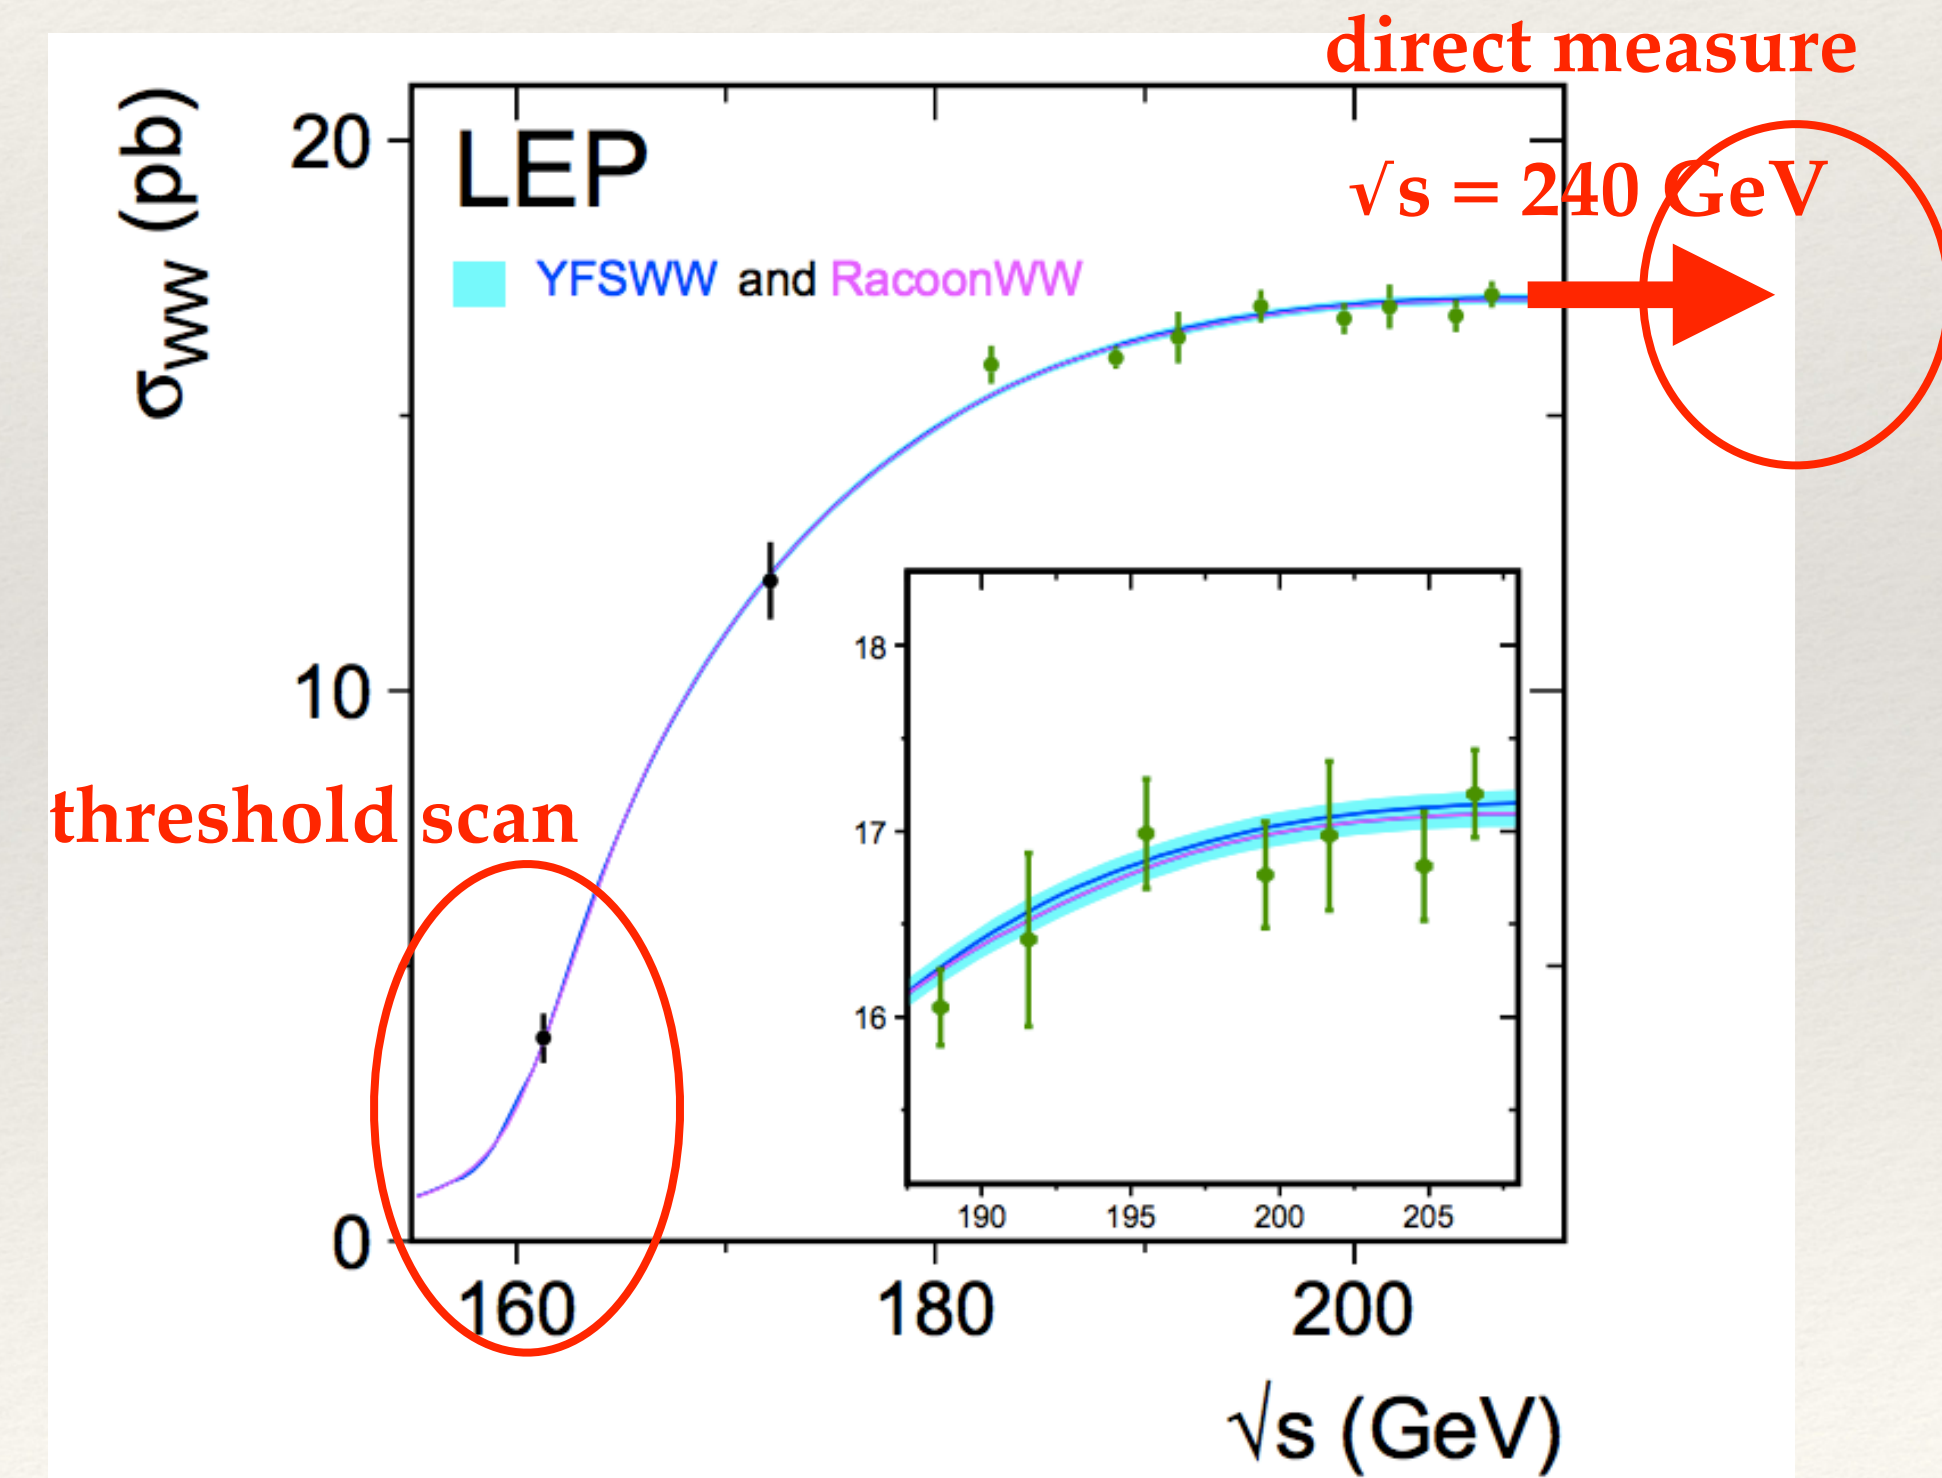 direct measure
√s = 240 GeV
σWW (pb)
20
LEP
YFSWW and RacoonWW
10
threshold scan
0
18
17
16
190 195 200 205
160 180 200
√s (GeV)